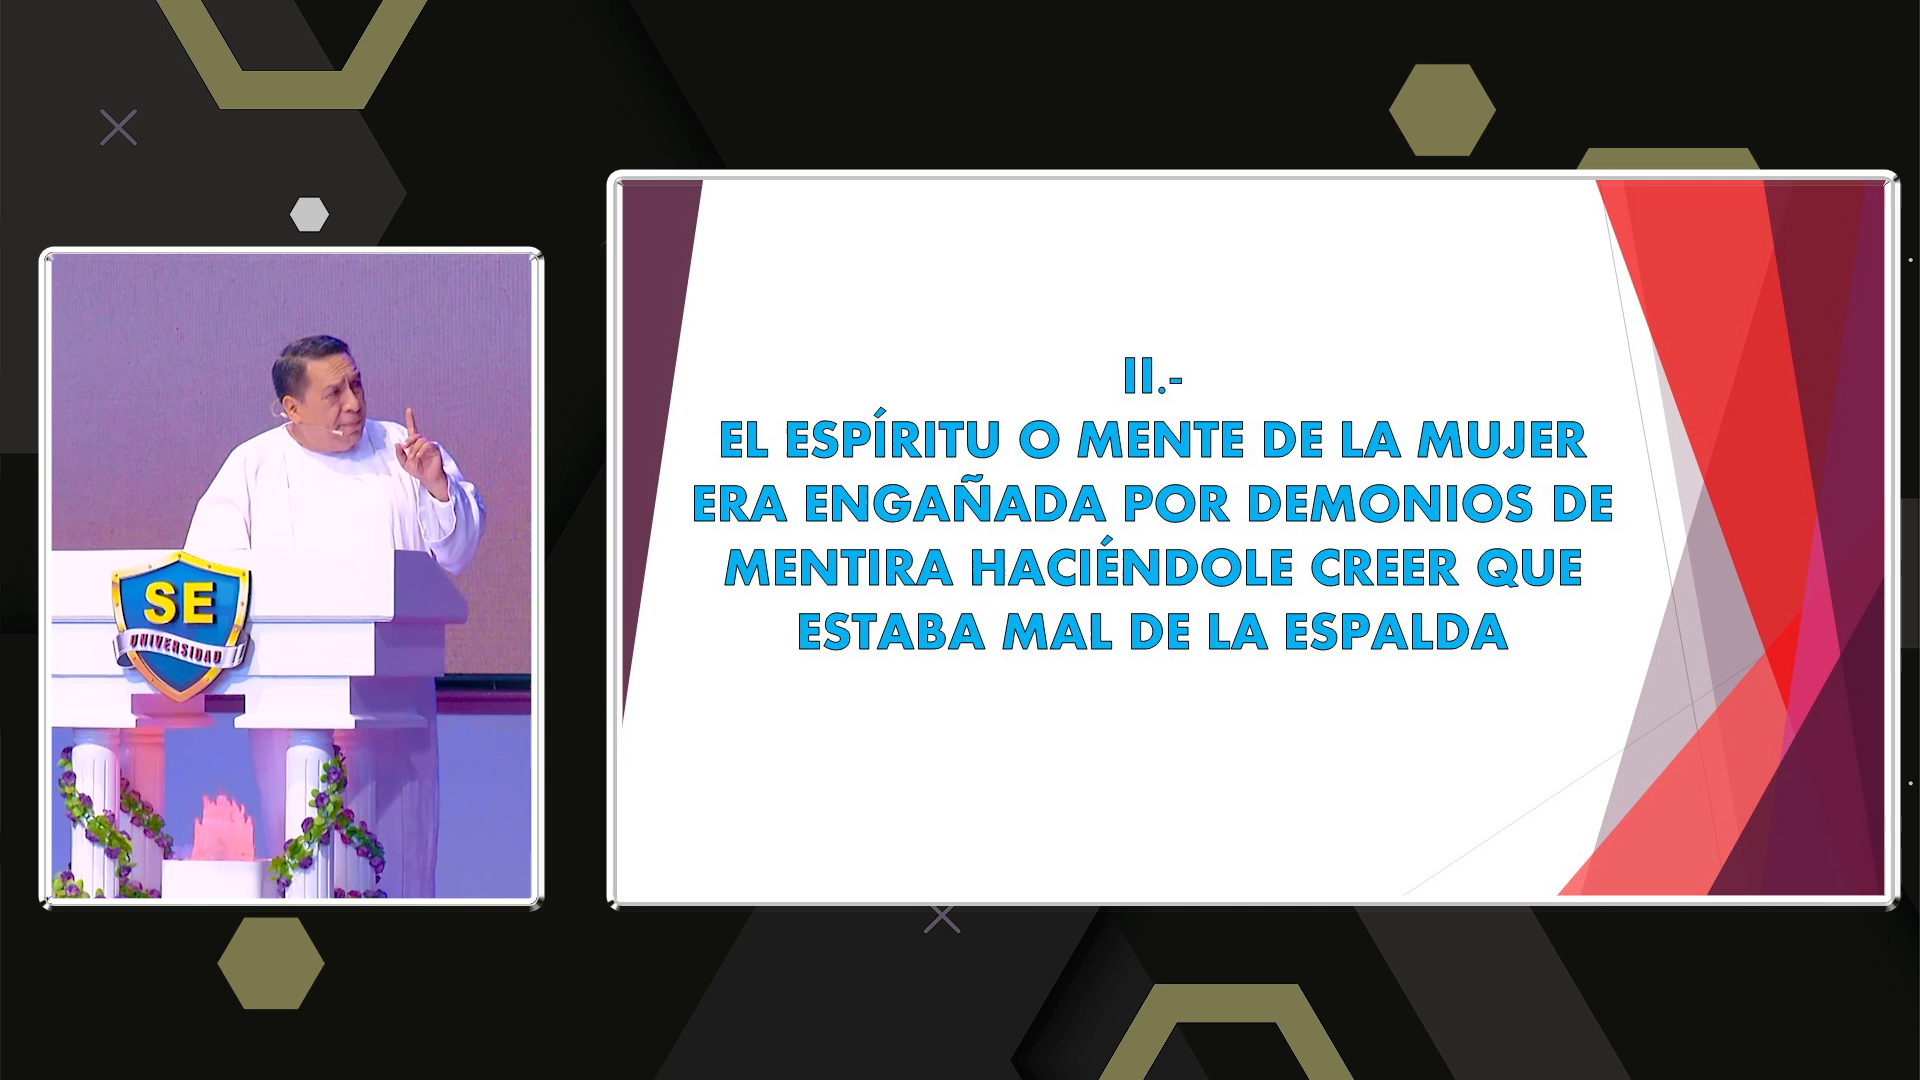 SE
UNIVERSIDAD
II.-
EL ESPÍRITU O MENTE DE LA MUJER
ERA ENGAÑADA POR DEMONIOS DE
MENTIRA HACIÉNDOLE CREER QUE
ESTABA MAL DE LA ESPALDA